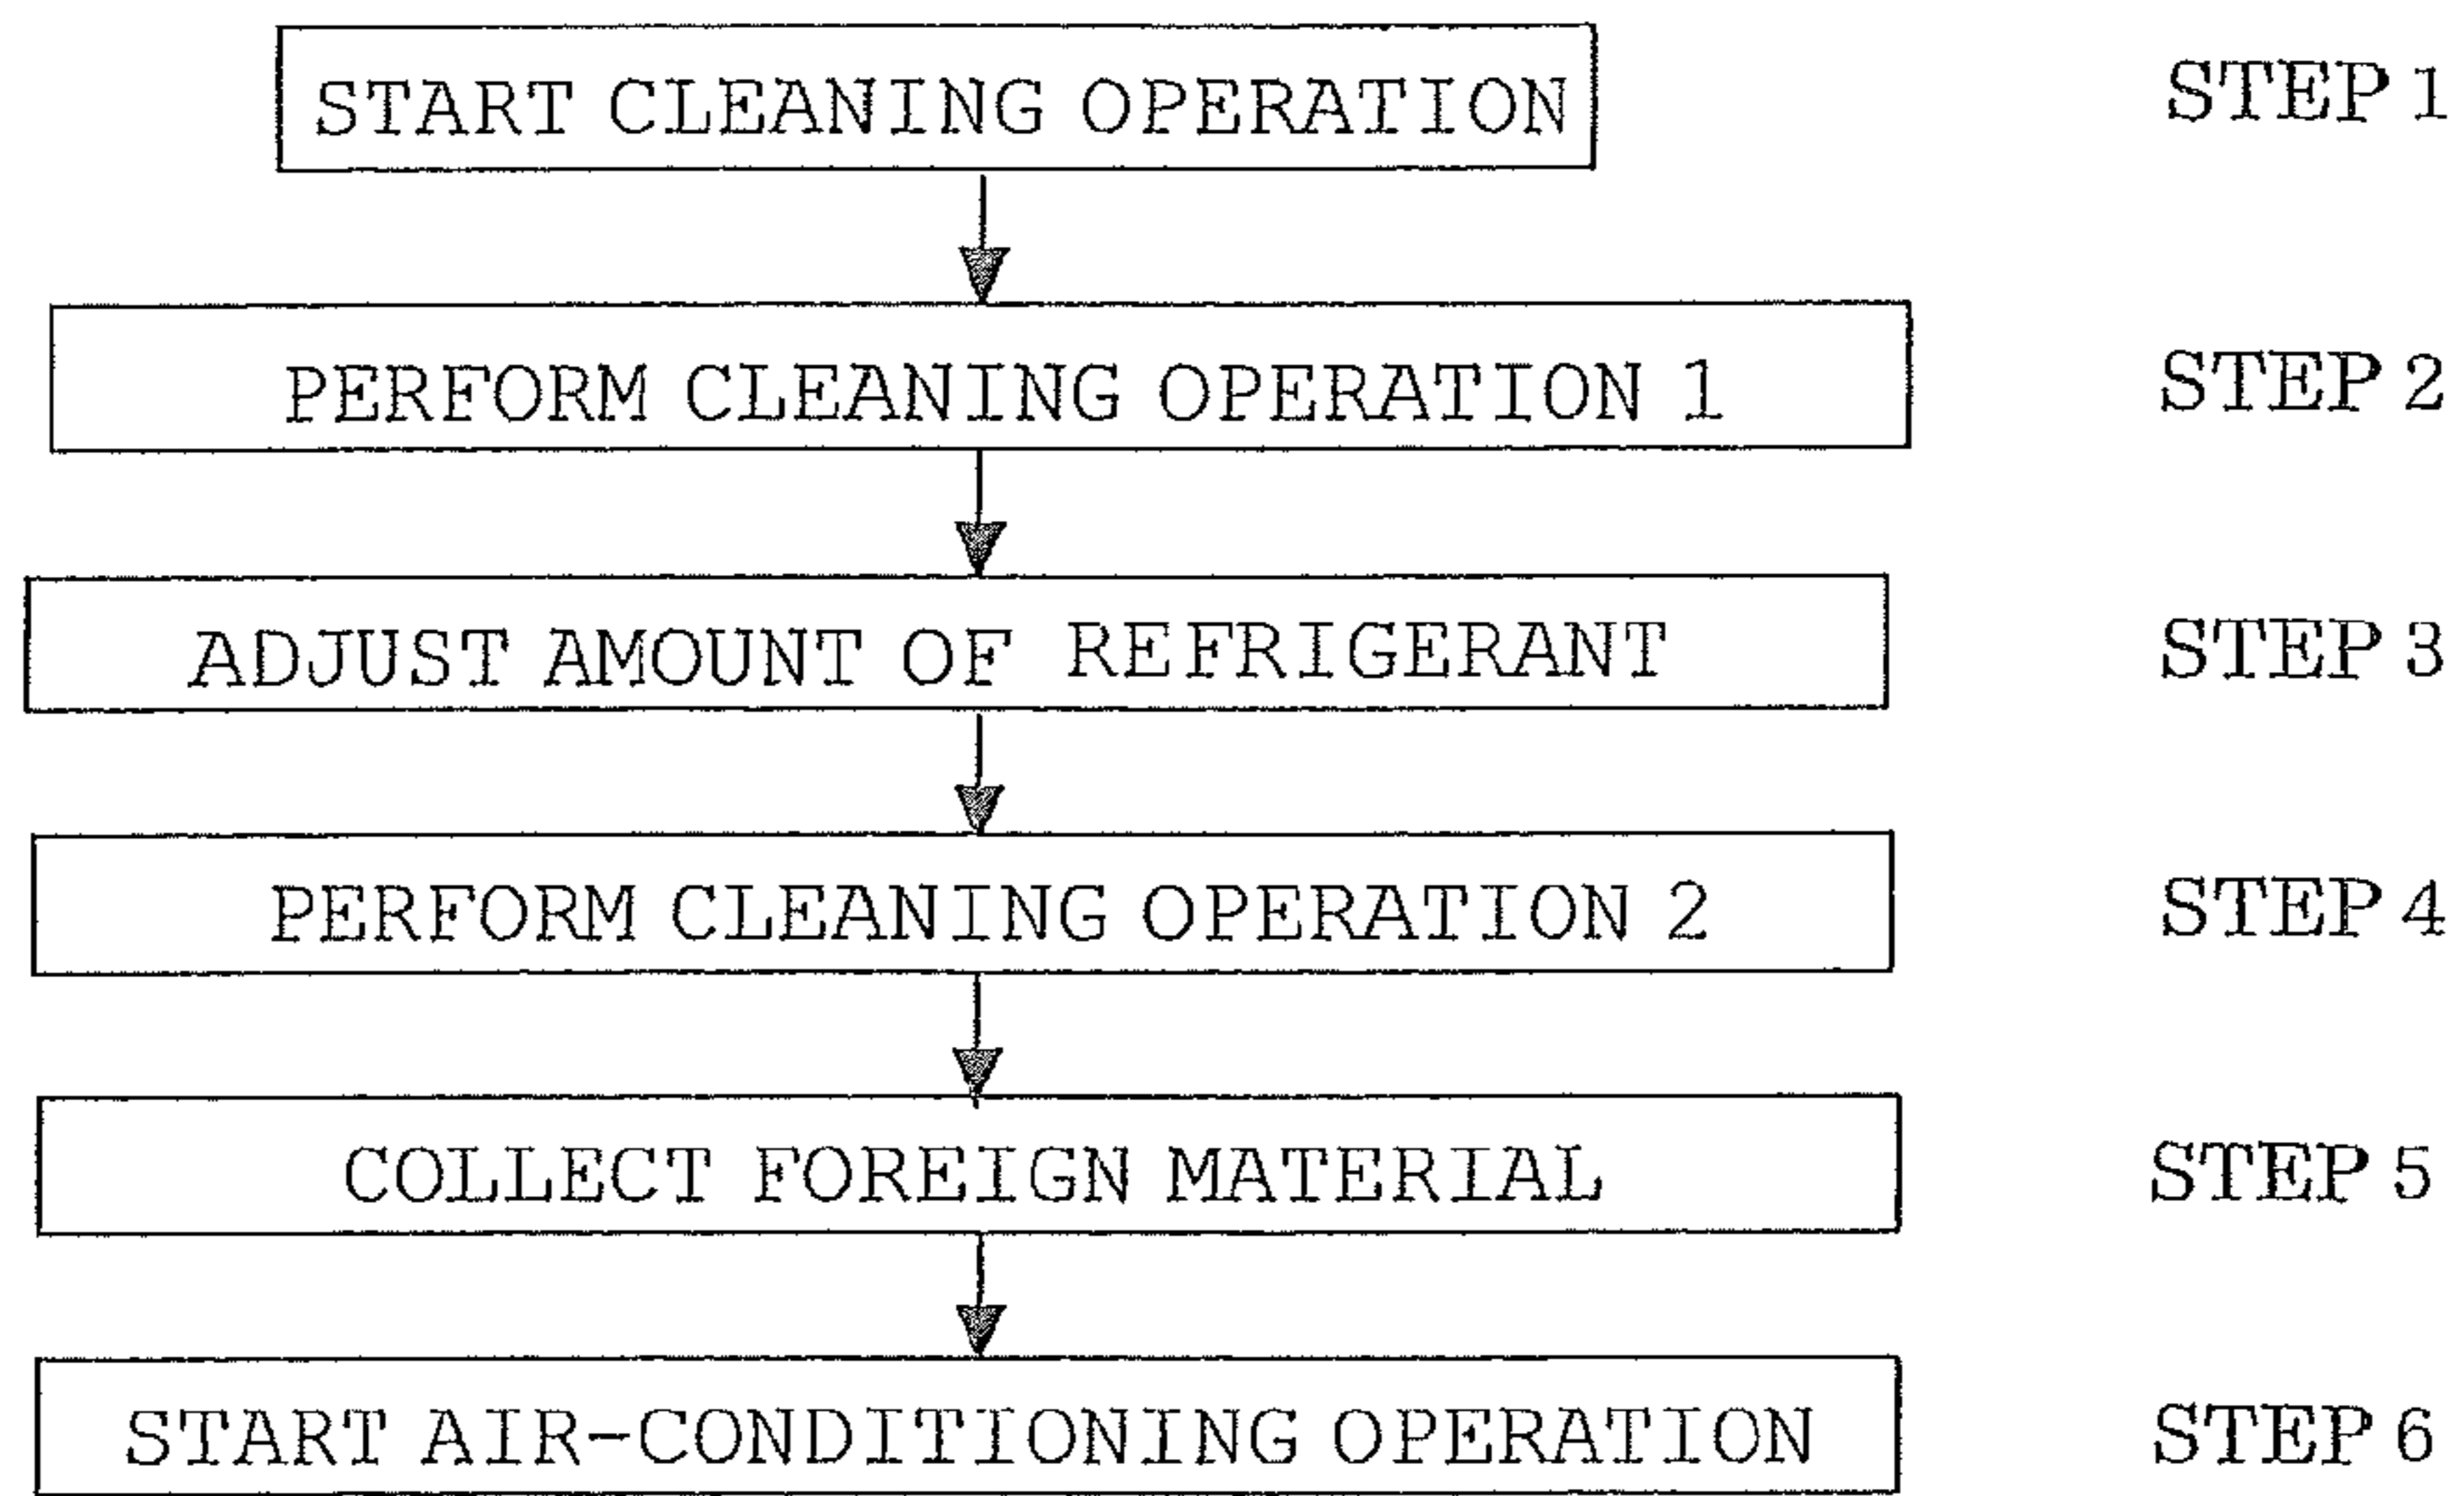 START CLEANING OPERATION STEP 1
PERFORM CLEANING OPERATION 1 STEP 2
ADJUST AMOUNT OF REFRIGERANT STEP 3
PERFORM CLEANING OPERATION 2 STEP 4
COLLECT FOREIGN MATERIAL STEP 5
START AIR-CONDITIONING OPERATION STEP 6